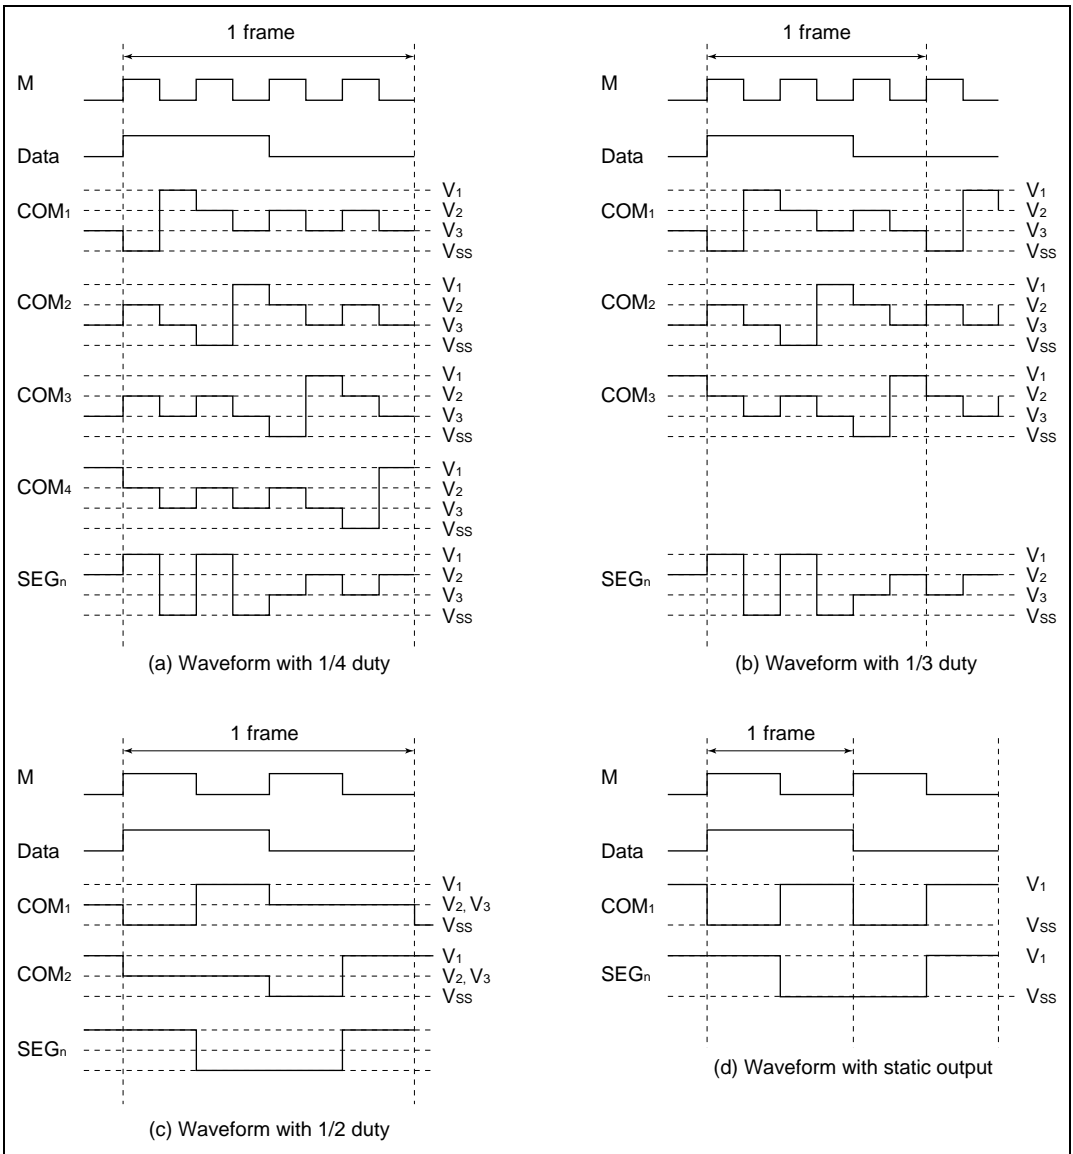 1 frame
M
Data
COM1
V1
V2
V3
VSS
COM2
V1
V2
V3
VSS
COM3
V1
V2
V3
VSS
COM4
V1
V2
V3
VSS
SEGn
V1
V2
V3
VSS
(a) Waveform with 1/4 duty
1 frame
M
Data
COM1
V1
V2
V3
VSS
COM2
V1
V2
V3
VSS
COM3
V1
V2
V3
VSS
SEGn
V1
V2
V3
VSS
(b) Waveform with 1/3 duty
1 frame
M
Data
COM1
V1
V2, V3
VSS
COM2
V1
V2, V3
VSS
SEGn
(c) Waveform with 1/2 duty
1 frame
M
Data
COM1
V1
VSS
SEGn
V1
VSS
(d) Waveform with static output